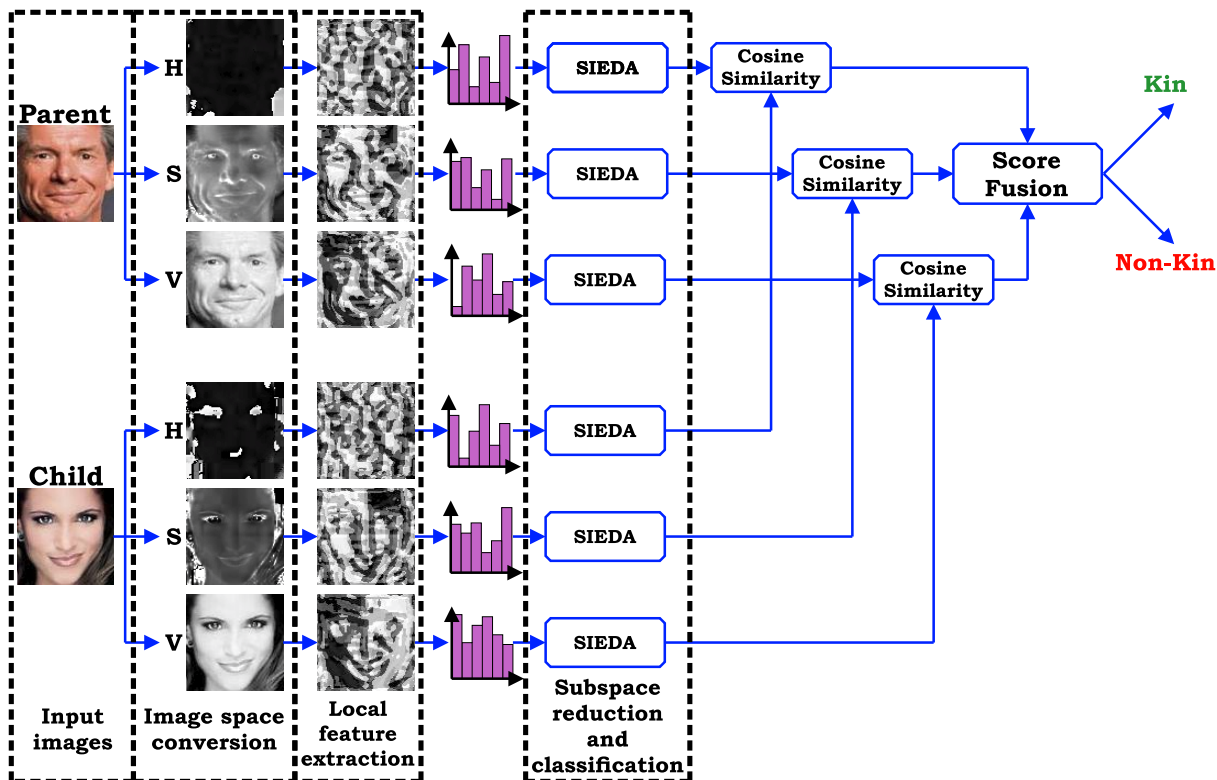 Parent
H
SIEDA
Cosine
Similarity
S
SIEDA
Cosine
Similarity
V
SIEDA
Cosine
Similarity
Score
Fusion
Kin
Non-Kin
Child
H
SIEDA
S
SIEDA
V
SIEDA
Input
images
Image space
conversion
Local
feature
extraction
Subspace
reduction
and
classification